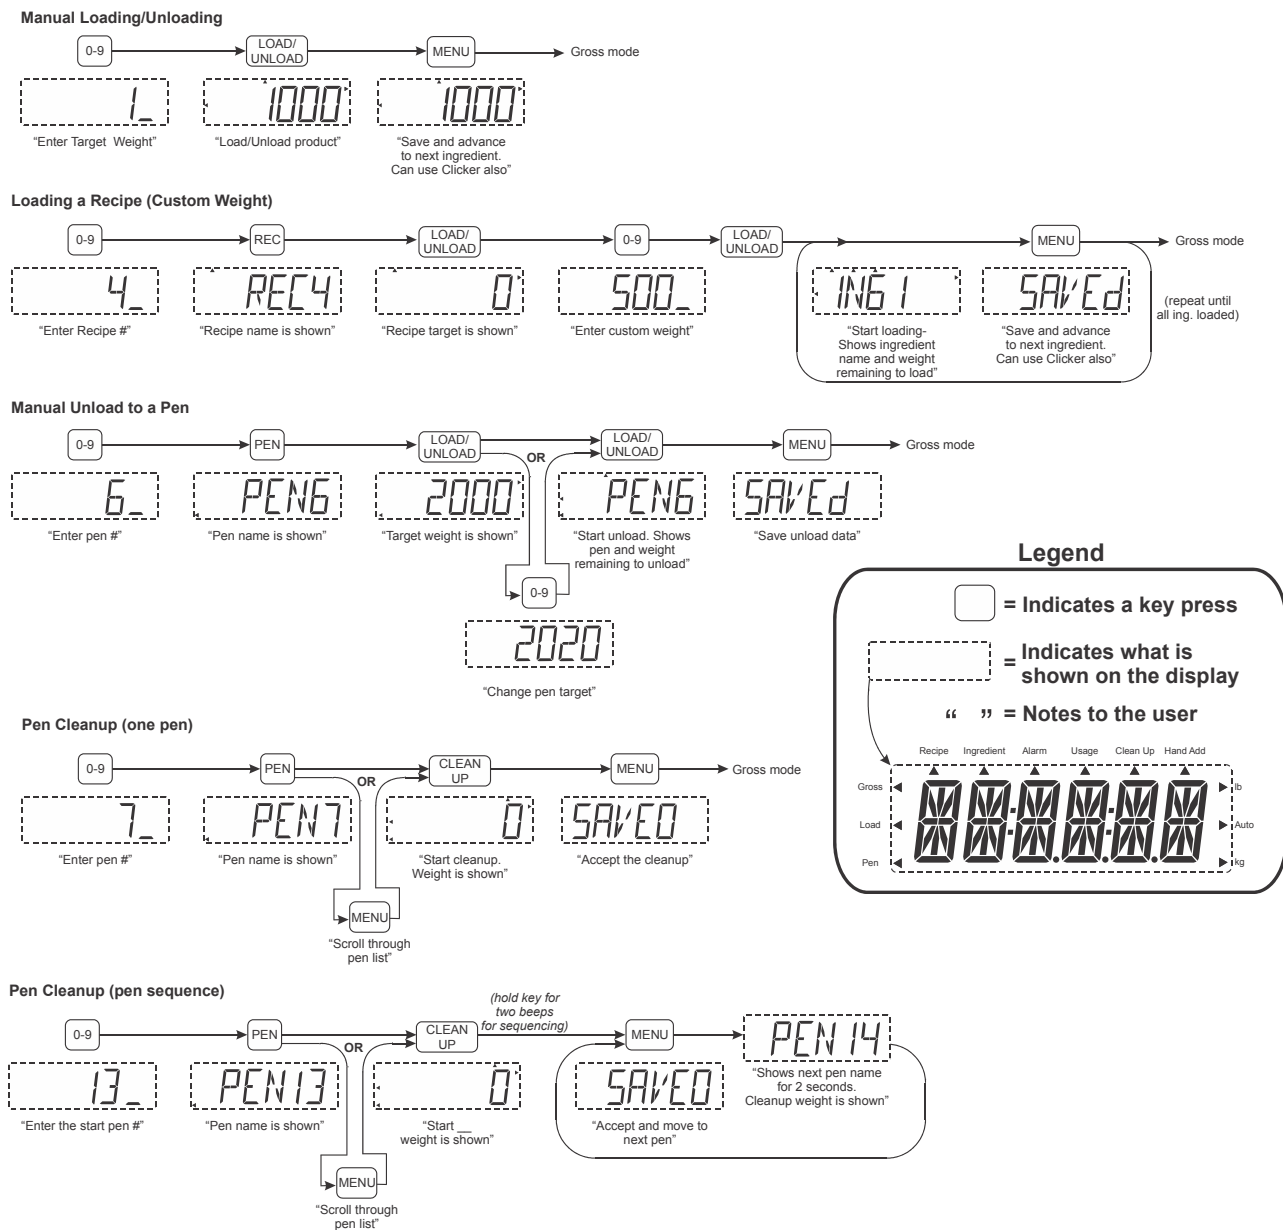 Manual Loading/Unloading
0-9
LOAD/
UNLOAD
MENU
Gross mode
1_
1000
1000
“Enter Target Weight”
“Load/Unload product”
“Save and advance
to next ingredient.
Can use Clicker also”
Loading a Recipe (Custom Weight)
0-9
REC
LOAD/
UNLOAD
0-9
LOAD/
UNLOAD
MENU
Gross mode
4_
REC4
0
500_
ING 1
SAVEd
(repeat until
all ing. loaded)
“Enter Recipe #”
“Recipe name is shown”
“Recipe target is shown”
“Enter custom weight”
“Start loading-
Shows ingredient
name and weight
remaining to load”
“Save and advance
to next ingredient.
Can use Clicker also”
Manual Unload to a Pen
0-9
PEN
LOAD/
UNLOAD
OR
LOAD/
UNLOAD
MENU
Gross mode
6_
PEN6
2000
PEN6
SAVEd
“Enter pen #”
“Pen name is shown”
“Target weight is shown”
“Start unload. Shows
pen and weight
remaining to unload”
“Save unload data”
0-9
2020
“Change pen target”
Pen Cleanup (one pen)
0-9
PEN
OR
CLEAN
UP
MENU
Gross mode
7_
PEN7
0
SAVE0
“Enter pen #”
“Pen name is shown”
“Start cleanup.
Weight is shown”
“Accept the cleanup”
MENU
“Scroll through
pen list”
Pen Cleanup (pen sequence)
0-9
PEN
OR
CLEAN
UP
(hold key for
two beeps
for sequencing)
MENU
PEN 14
13_
PEN13
0
SAVE0
“Shows next pen name
for 2 seconds.
Cleanup weight is shown”
“Enter the start pen #”
“Pen name is shown”
“Start __
weight is shown”
“Accept and move to
next pen”
MENU
“Scroll through
pen list”
Legend
= Indicates a key press
= Indicates what is
shown on the display
“ ” = Notes to the user
Recipe Ingredient Alarm Usage Clean Up Hand Add
Gross
lb
Load
Auto
Pen
kg